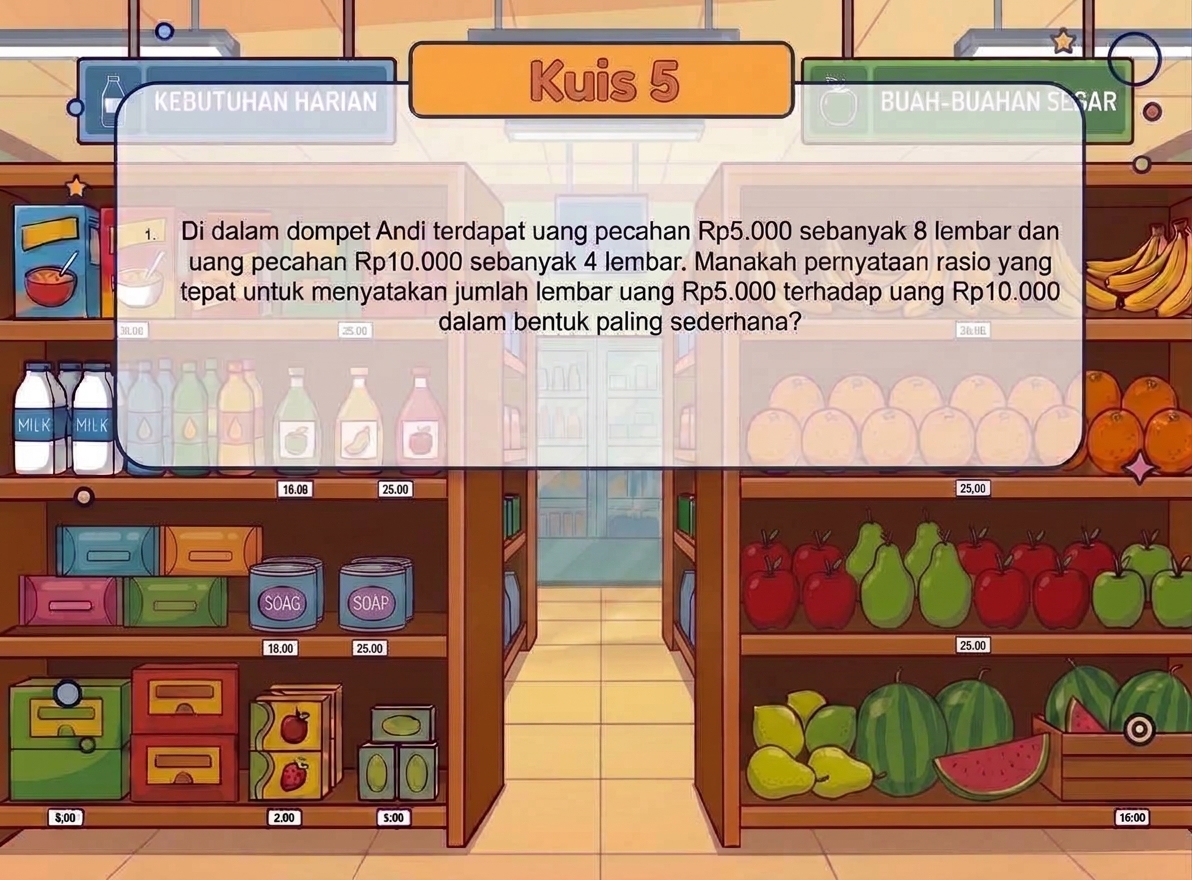 Kuis 5
KEBUTUHAN HARIAN
BUAH-BUAHAN SEGAR
1. Di dalam dompet Andi terdapat uang pecahan Rp5.000 sebanyak 8 lembar dan
uang pecahan Rp10.000 sebanyak 4 lembar. Manakah pernyataan rasio yang
tepat untuk menyatakan jumlah lembar uang Rp5.000 terhadap uang Rp10.000
dalam bentuk paling sederhana?
25.00
MILK MILK
16.06 25.00
25,00
SOAG SOAP
18.00 25.00
25.00
2.00
16:00